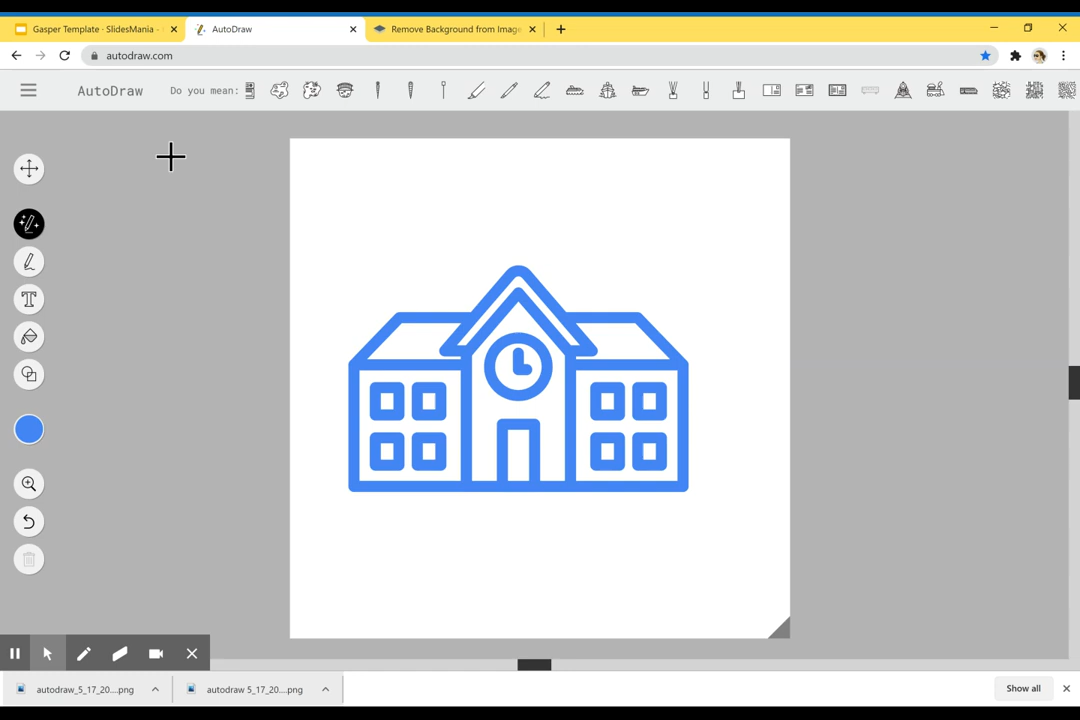 Gasper Template · SlidesMania -
AutoDraw
Remove Background from Image
autodraw.com
AutoDraw
Do you mean:
T
autodraw_5_17_20....png
autodraw 5_17_20....png
Show all